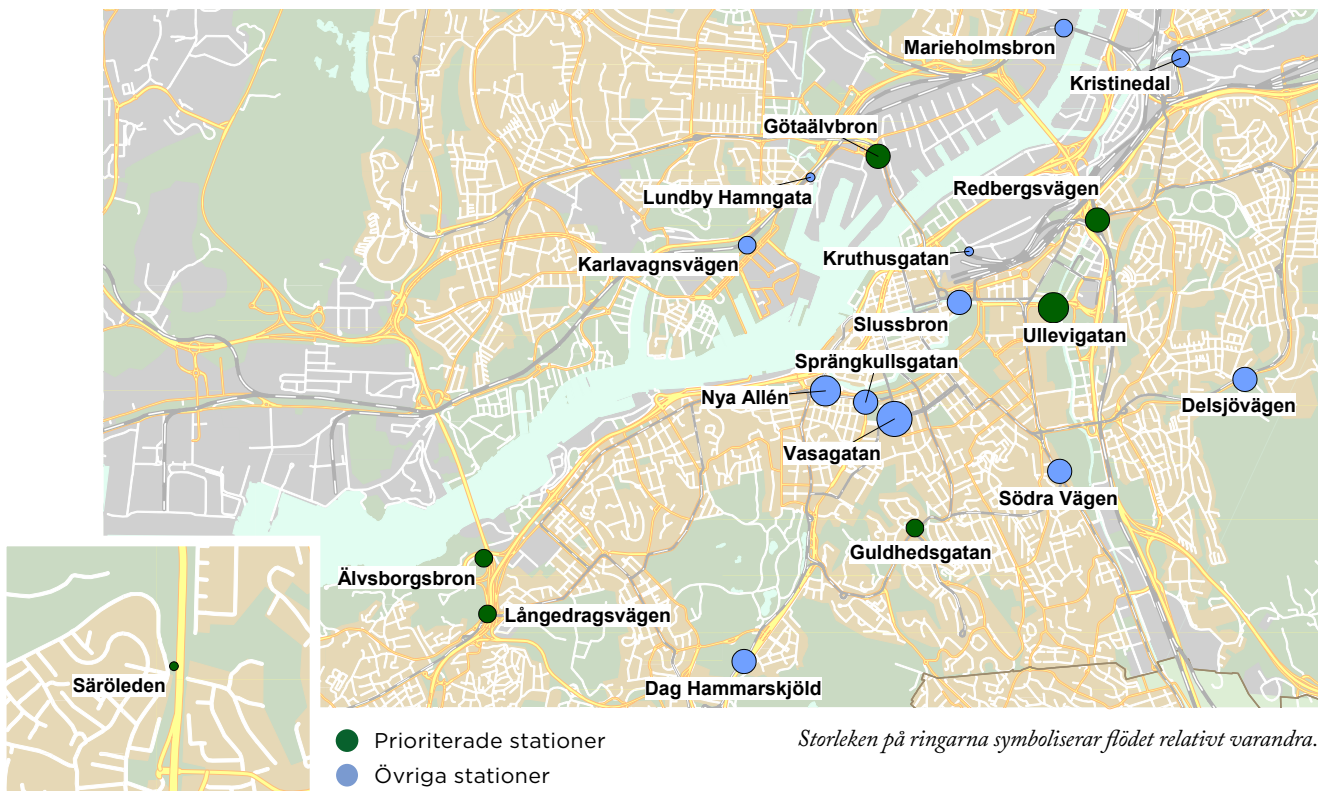 Marieholmsbron
Kristinedal
Götaälvbron
Redbergsvägen
Lundby Hamngata
Kruthusgatan
Karlavagnsvägen
Slussbron
Ullevigatan
Sprängkullsgatan
Nya Allén
Delsjövägen
Vasagatan
Södra Vägen
Guldhedsgatan
Älvsborgsbron
Långedragsvägen
Säröleden
Dag Hammarskjöld
Prioriterade stationer
Storleken på ringarna symboliserar flödet relativt varandra.
Övriga stationer